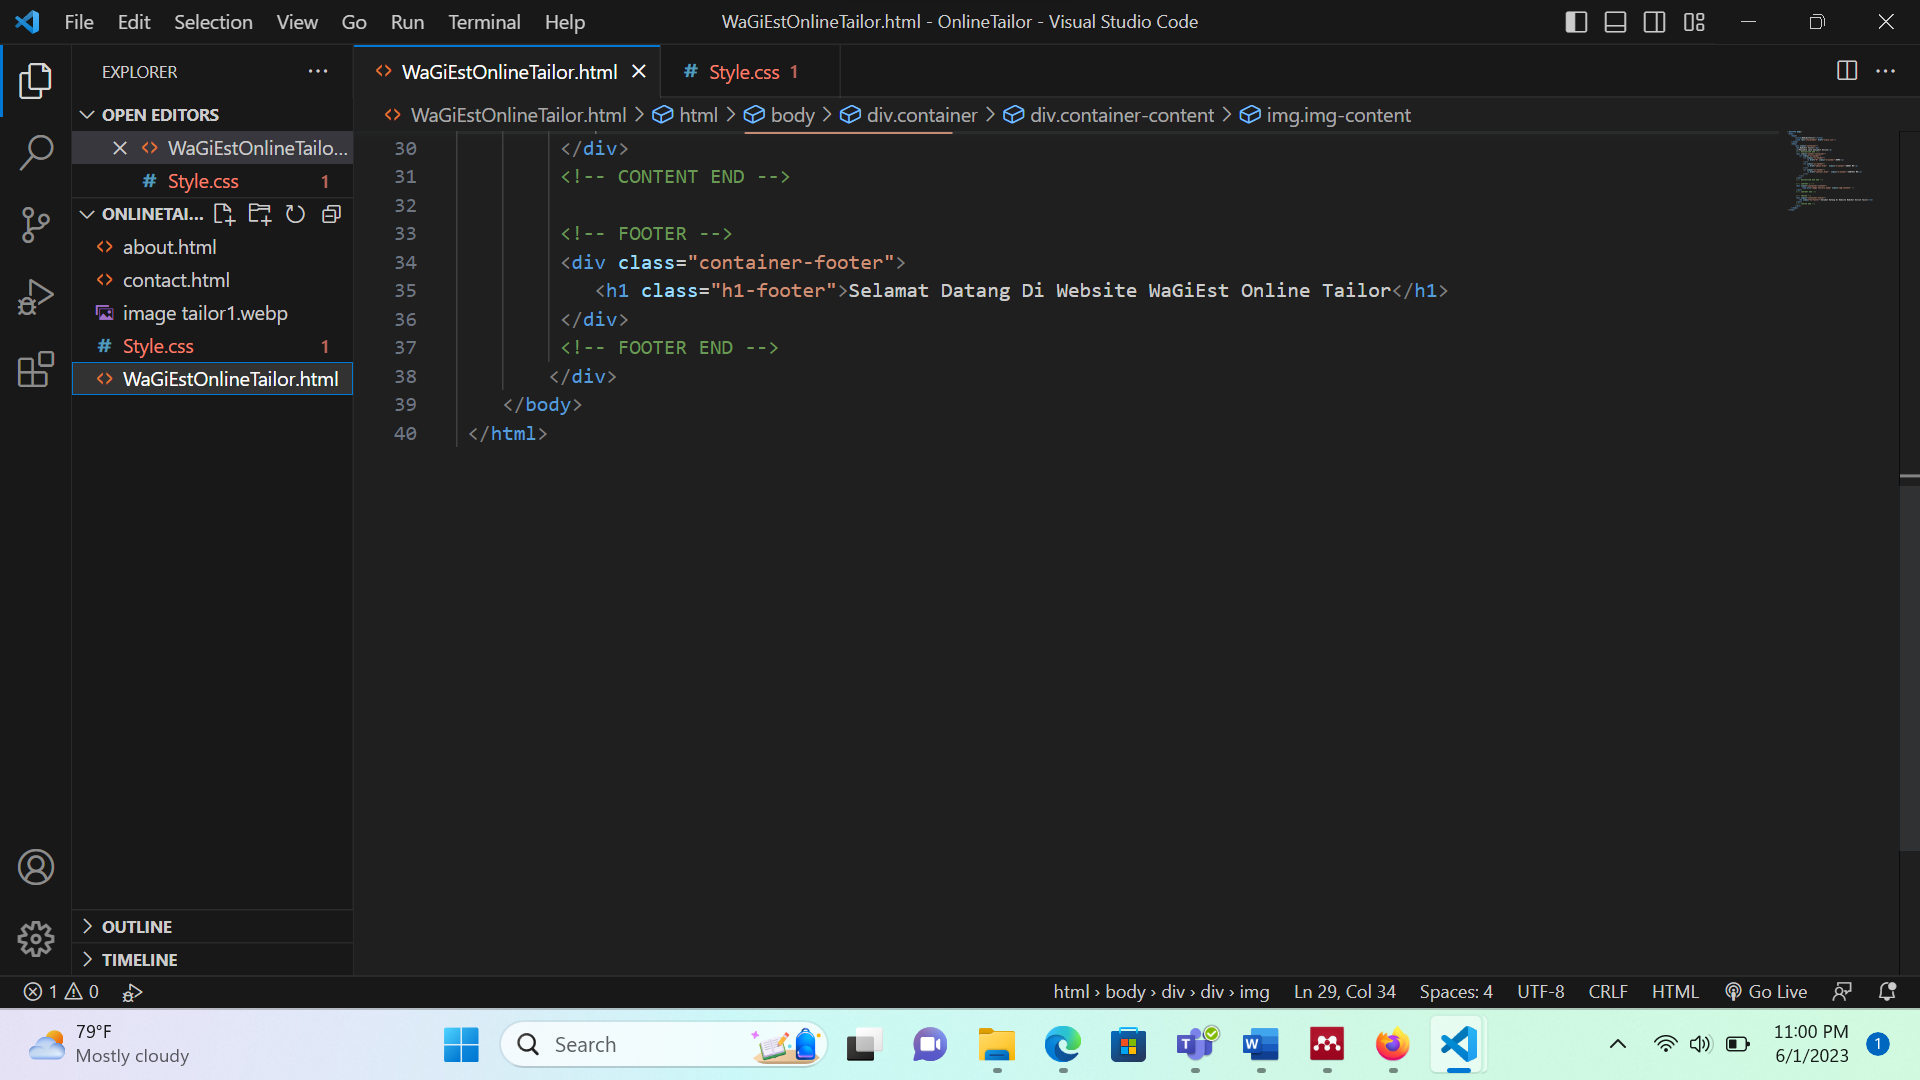 File Edit Selection View Go Run Terminal Help WaGiEstOnlineTailor.html - OnlineTailor - Visual Studio Code
EXPLORER
WaGiEstOnlineTailor.html
# Style.css 1
OPEN EDITORS
WaGiEstOnlineTailo...
# Style.css 1
ONLINETAI...
about.html
contact.html
image tailor1.webp
# Style.css 1
WaGiEstOnlineTailor.html
OUTLINE
TIMELINE
WaGiEstOnlineTailor.html > html > body > div.container > div.container-content > img.img-content
30 </div>
31 <!-- CONTENT END -->
32
33 <!-- FOOTER -->
34 <div class="container-footer">
35 <h1 class="h1-footer">Selamat Datang Di Website WaGiEst Online Tailor</h1>
36 </div>
37 <!-- FOOTER END -->
38 </div>
39 </body>
40 </html>
1 0 html › body › div › div › img Ln 29, Col 34 Spaces: 4 UTF-8 CRLF HTML Go Live
79°F
Mostly cloudy
Search
11:00 PM
6/1/2023
1